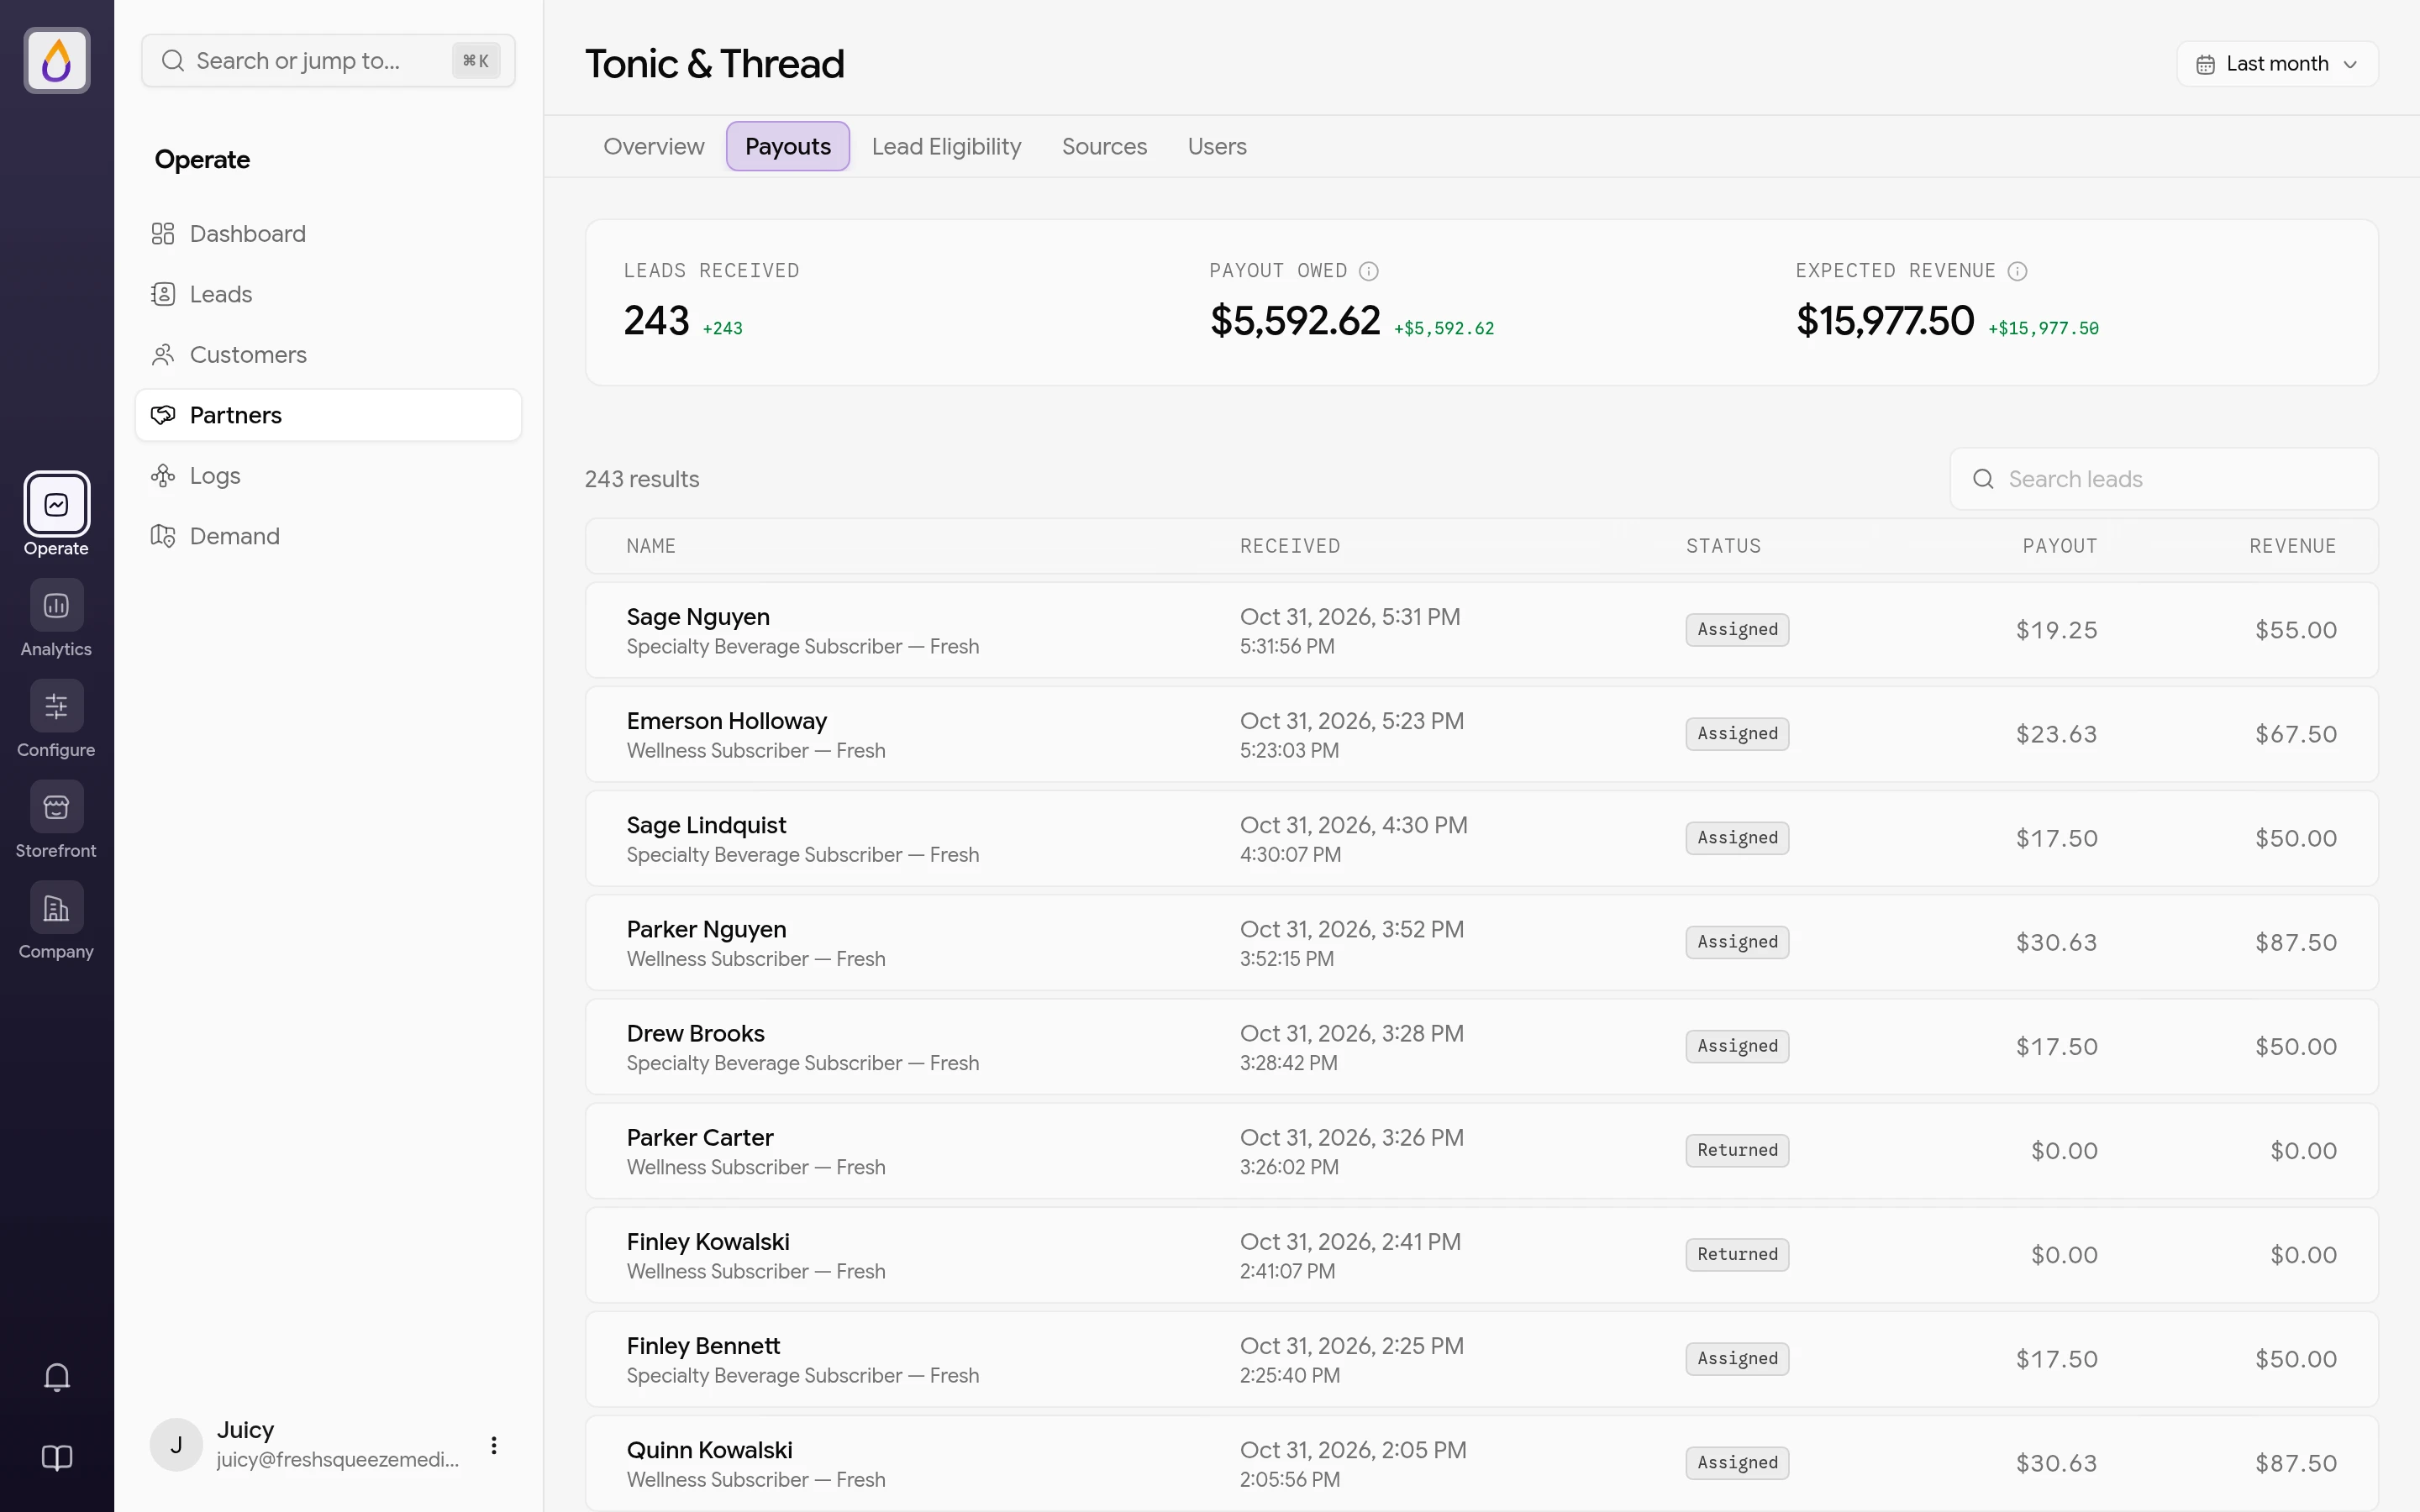 Search or jump to...
⌘K
Operate
Dashboard
Leads
Customers
Partners
Logs
Demand
Operate
Analytics
Configure
Storefront
Company
J
Juicy
juicy@freshsqueezemedi...
Tonic & Thread
Last month
Overview
Payouts
Lead Eligibility
Sources
Users
LEADS RECEIVED
243 +243
PAYOUT OWED
$5,592.62 +$5,592.62
EXPECTED REVENUE
$15,977.50 +$15,977.50
243 results
Search leads
NAME RECEIVED STATUS PAYOUT REVENUE
Sage Nguyen Oct 31, 2026, 5:31 PM Assigned $19.25 $55.00
Specialty Beverage Subscriber — Fresh 5:31:56 PM
Emerson Holloway Oct 31, 2026, 5:23 PM Assigned $23.63 $67.50
Wellness Subscriber — Fresh 5:23:03 PM
Sage Lindquist Oct 31, 2026, 4:30 PM Assigned $17.50 $50.00
Specialty Beverage Subscriber — Fresh 4:30:07 PM
Parker Nguyen Oct 31, 2026, 3:52 PM Assigned $30.63 $87.50
Wellness Subscriber — Fresh 3:52:15 PM
Drew Brooks Oct 31, 2026, 3:28 PM Assigned $17.50 $50.00
Specialty Beverage Subscriber — Fresh 3:28:42 PM
Parker Carter Oct 31, 2026, 3:26 PM Returned $0.00 $0.00
Wellness Subscriber — Fresh 3:26:02 PM
Finley Kowalski Oct 31, 2026, 2:41 PM Returned $0.00 $0.00
Wellness Subscriber — Fresh 2:41:07 PM
Finley Bennett Oct 31, 2026, 2:25 PM Assigned $17.50 $50.00
Specialty Beverage Subscriber — Fresh 2:25:40 PM
Quinn Kowalski Oct 31, 2026, 2:05 PM Assigned $30.63 $87.50
Wellness Subscriber — Fresh 2:05:56 PM